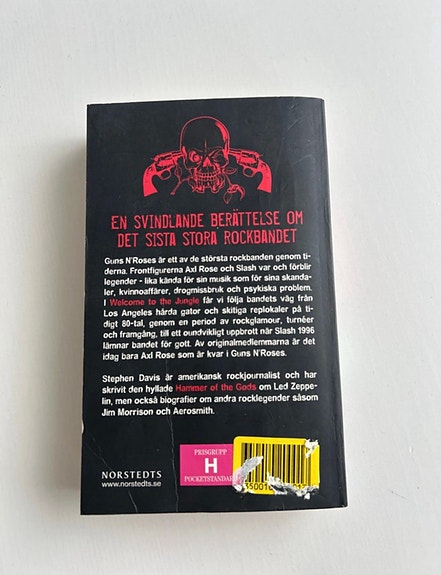 EN SVINDLANDE BERÄTTELSE OM
DET SISTA STORA ROCKBANDET
Guns N'Roses är ett av de största rockbanden genom ti-
derna. Frontfigurerna Axl Rose och Slash var och förblir
legender - lika kända för sin musik som för sina skanda-
ler, kvinnoaffärer, drogmissbruk och psykiska problem.
I Welcome to the Jungle får vi följa bandets väg från
Los Angeles hårda gator och skitiga replokaler på ti-
digt 80-tal, genom en period av rockglamour, turnéer
och framgång, till ett oundvikligt uppbrott när Slash 1996
lämnar bandet för gott. Av originalmedlemmarna är det
idag bara Axl Rose som är kvar i Guns N'Roses.
Stephen Davis är amerikansk rockjournalist och har
skrivit den hyllade Hammer of the Gods om Led Zeppe-
lin, men också biografier om andra rocklegender såsom
Jim Morrison och Aerosmith.
NORSTEDTS
www.norstedts.se
PRISGRUPP
H
POCKETSTANDARD